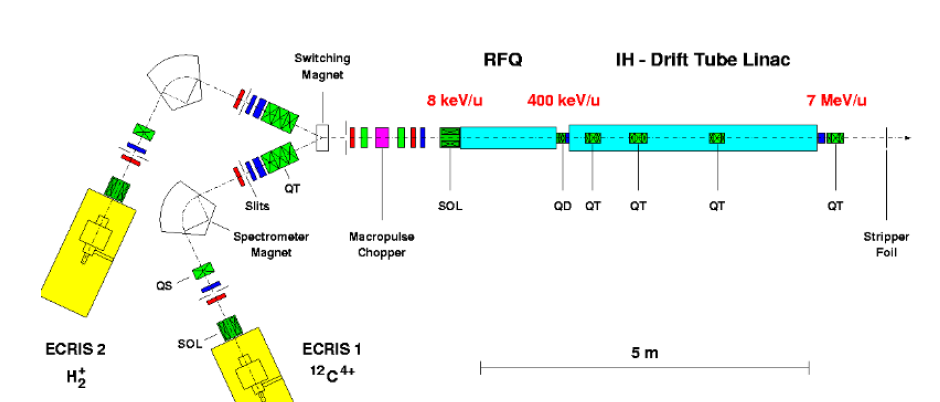 Switching
Magnet
RFQ
IH - Drift Tube Linac
8 keV/u
400 keV/u
7 MeV/u
QT
Slits
SOL
QD
QT
QT
QT
QT
Spectrometer
Magnet
Macropulse
Chopper
Stripper
Foil
QS
SOL
ECRIS 2
H₂⁺
ECRIS 1
¹²C⁴⁺
5 m